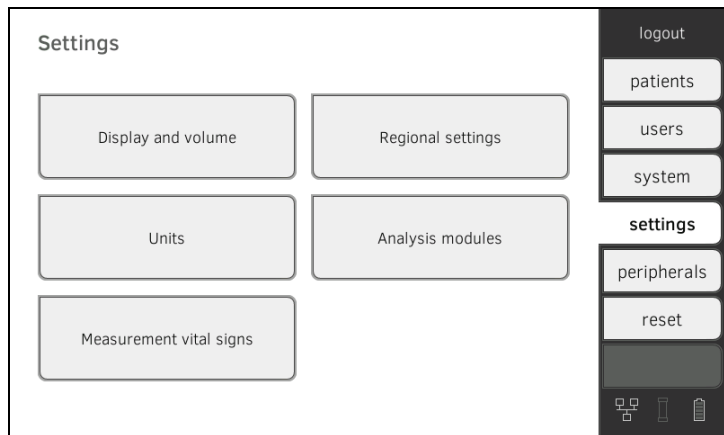 Settings
Display and volume
Regional settings
Units
Analysis modules
Measurement vital signs
logout
patients
users
system
settings
peripherals
reset